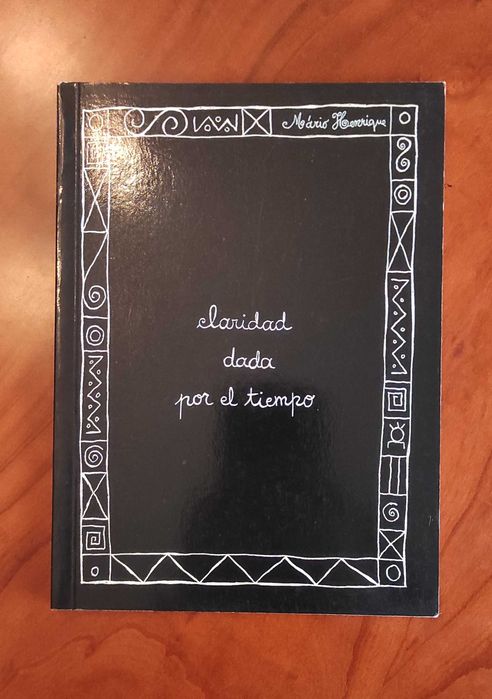 Mário Henrique
claridad
dada
por el tiempo